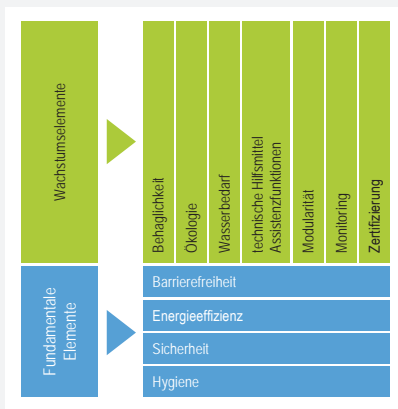 Wachstumselemente
Behaglichkeit
Ökologie
Wasserbedarf
technische Hilfsmittel
Assistenzfunktionen
Modularität
Monitoring
Zertifizierung
Fundamentale
Elemente
Barrierefreiheit
Energieeffizienz
Sicherheit
Hygiene